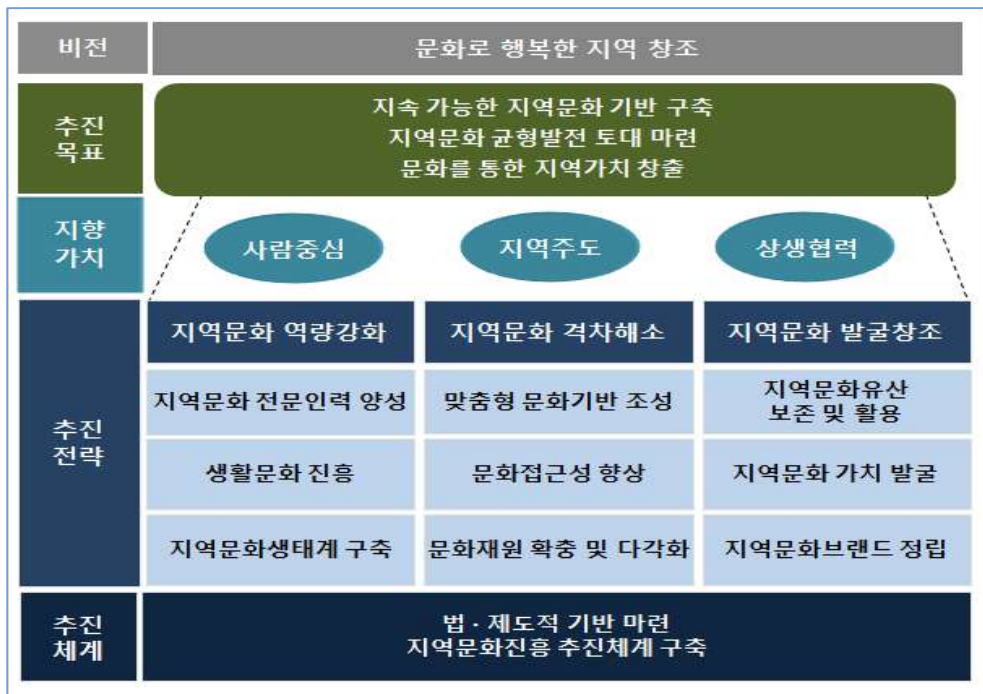 비전
문화로 행복한 지역 창조
추진
목표
지속 가능한 지역문화 기반 구축
지역문화 균형발전 토대 마련
문화를 통한 지역가치 창출
지향
가치
사람중심
지역주도
상생협력
추진
전략
지역문화 역량강화
지역문화 격차해소
지역문화 발굴창조
지역문화 전문인력 양성
맞춤형 문화기반 조성
지역문화유산
보존 및 활용
생활문화 진흥
문화접근성 향상
지역문화 가치 발굴
지역문화생태계 구축
문화재원 확충 및 다각화
지역문화브랜드 정립
추진
체계
법 · 제도적 기반 마련
지역문화진흥 추진체계 구축